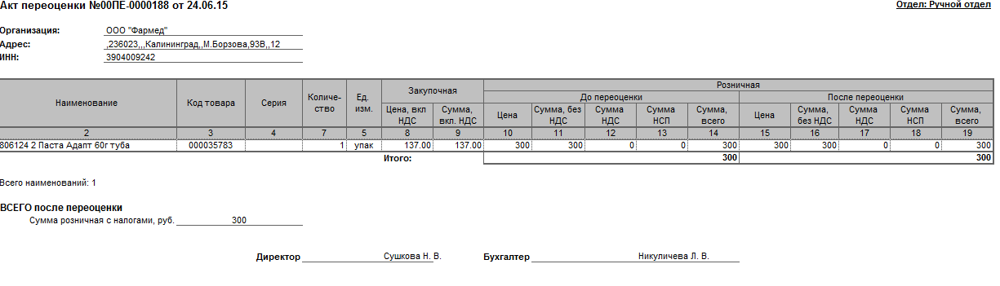 Акт переоценки №00ПЕ-0000188 от 24.06.15 Отдел: Ручной отдел
Организация: ООО "Фармед"
Адрес: ,236023,,,Калининград,,М.Борзова,93В,,12
ИНН: 3904009242
Наименование Код товара Серия Количе-ство Ед. изм. Закупочная Розничная
До переоценки После переоценки
Цена, вкл НДС Сумма, вкл. НДС Цена Сумма, без НДС Сумма НДС Сумма НСП Сумма, всего Цена Сумма, без НДС Сумма НДС Сумма НСП Сумма, всего
2 3 4 7 5 8 9 10 11 12 13 14 15 16 17 18 19
806124 2 Паста Адапт 60г туба 000035783 1 упак 137.00 137.00 300 300 0 0 300 300 300 0 0 300
Итого: 300 300
Всего наименований: 1
ВСЕГО после переоценки
Сумма розничная с налогами, руб. 300
Директор Сушкова Н. В. Бухгалтер Никуличева Л. В.